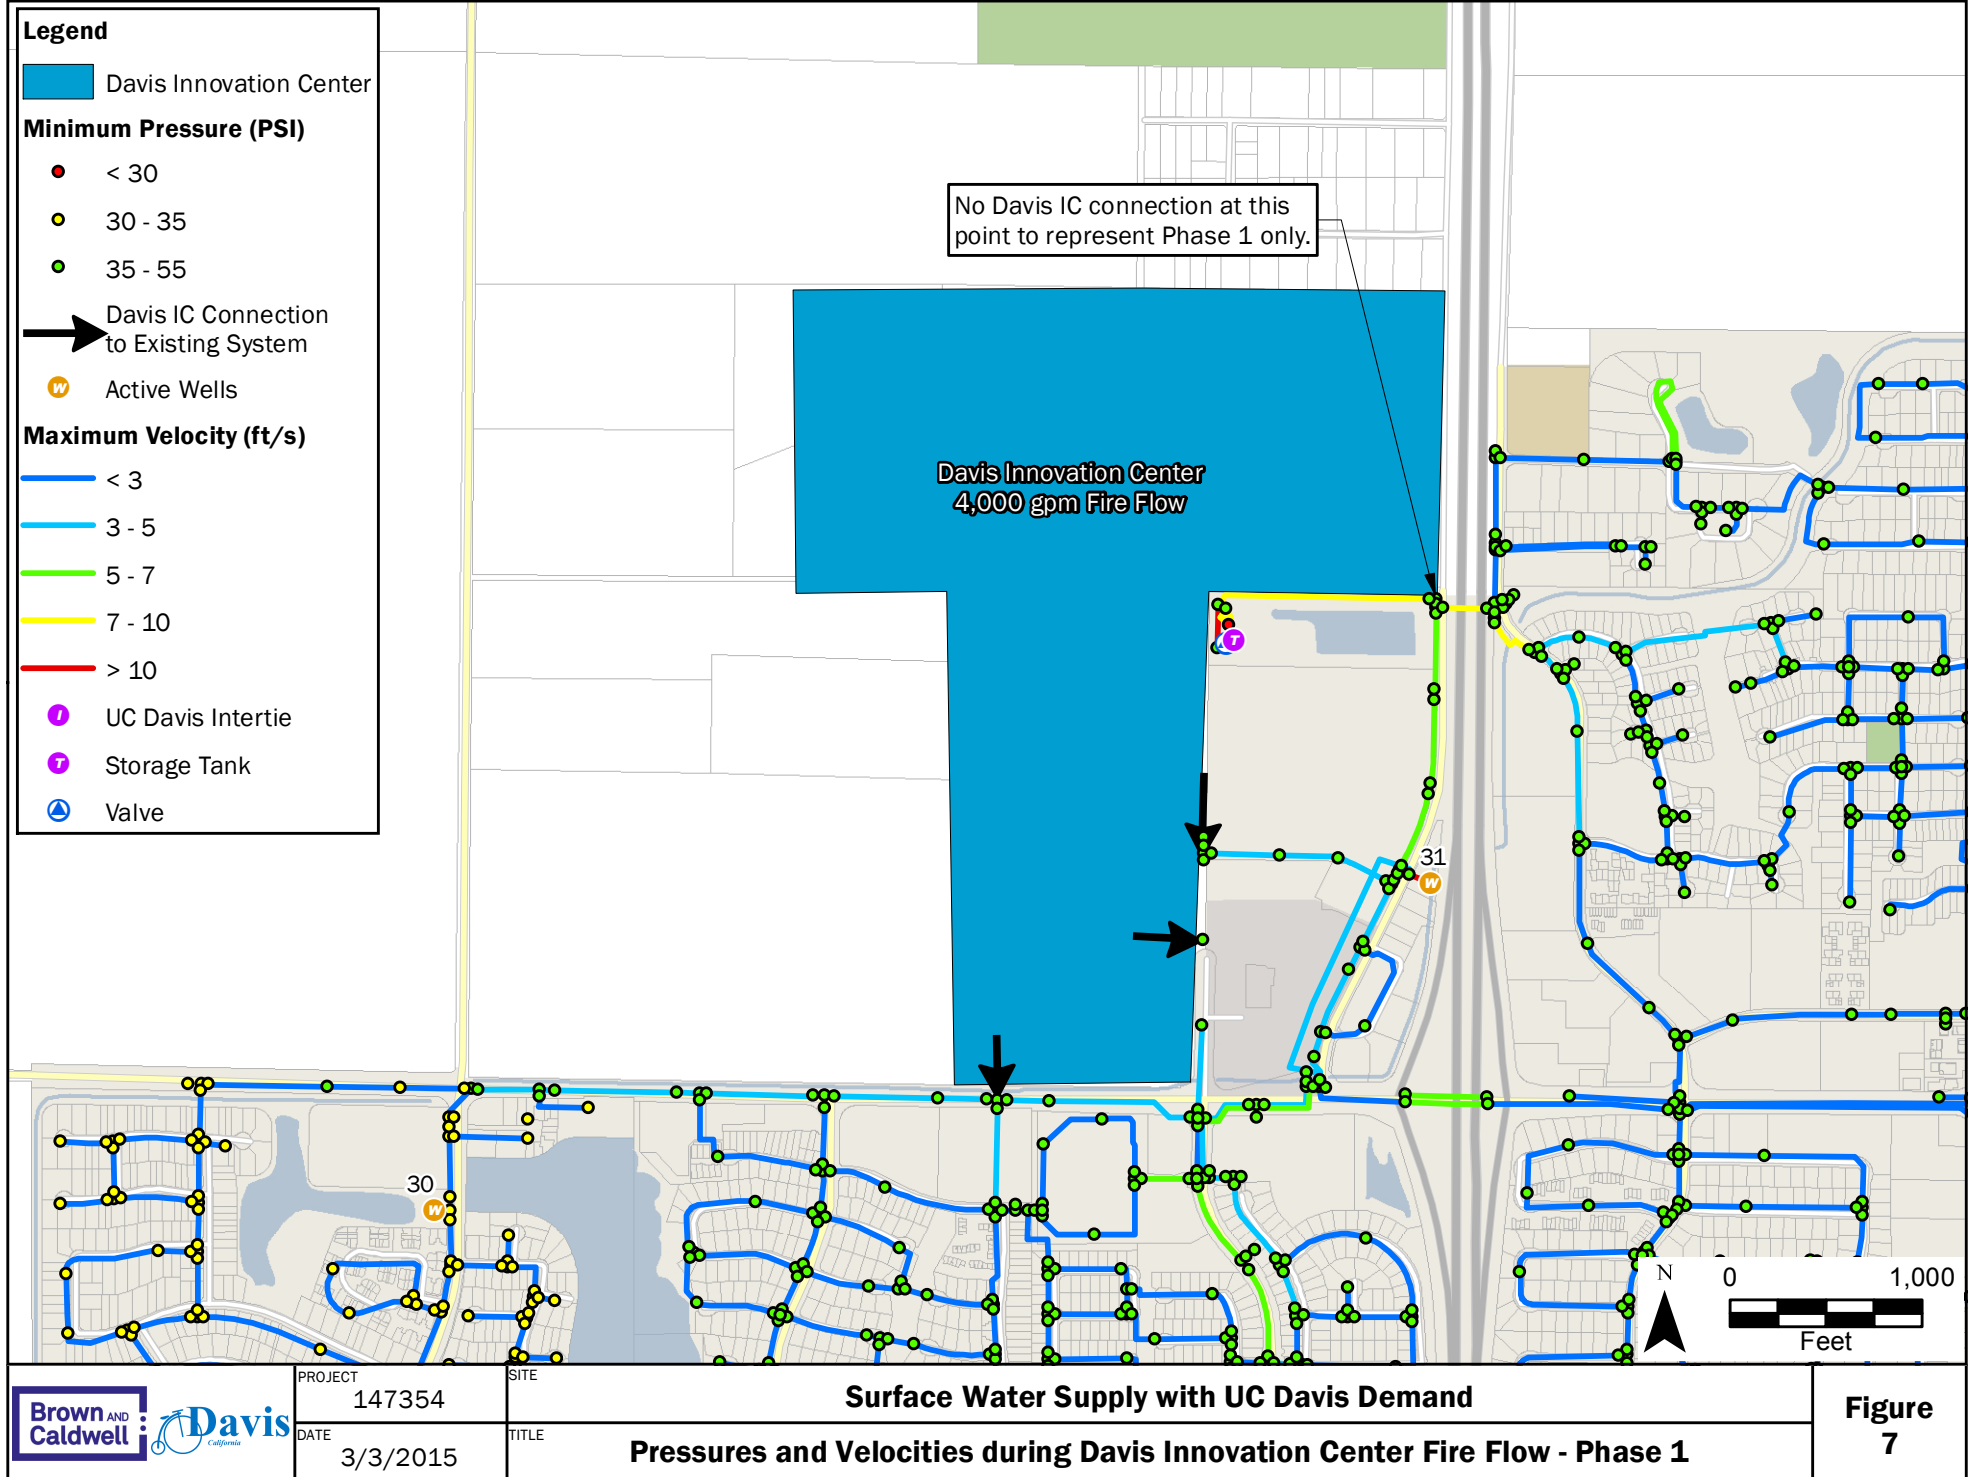 Legend
Davis Innovation Center
Minimum Pressure (PSI)
< 30
30 - 35
35 - 55
Davis IC Connection
to Existing System
W
Active Wells
Maximum Velocity (ft/s)
< 3
3 - 5
5 - 7
7 - 10
> 10
I
UC Davis Intertie
T
Storage Tank
Valve
No Davis IC connection at this
point to represent Phase 1 only.
Davis Innovation Center
4,000 gpm Fire Flow
T
31
W
30
W
N
0 1,000
Feet
Brown AND
Caldwell
Davis
California
PROJECT
147354
DATE
3/3/2015
SITE
Surface Water Supply with UC Davis Demand
TITLE
Pressures and Velocities during Davis Innovation Center Fire Flow - Phase 1
Figure
7